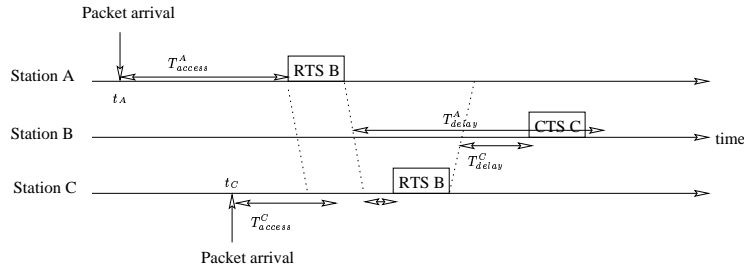 Packet arrival
T^A_access
RTS B
Station A
t_A
T^A_delay
Station B
CTS C
time
T^C_delay
t_C
RTS B
Station C
T^C_access
Packet arrival